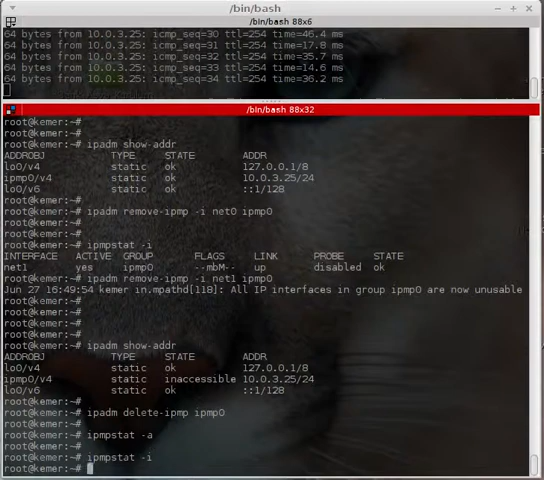 /bin/bash
/bin/bash 88x6
64 bytes from 10.0.3.25: icmp_seq=30 ttl=254 time=46.4 ms
64 bytes from 10.0.3.25: icmp_seq=31 ttl=254 time=17.8 ms
64 bytes from 10.0.3.25: icmp_seq=32 ttl=254 time=35.7 ms
64 bytes from 10.0.3.25: icmp_seq=33 ttl=254 time=14.6 ms
64 bytes from 10.0.3.25: icmp_seq=34 ttl=254 time=36.2 ms
/bin/bash 88x32
root@kemer:~#
root@kemer:~#
root@kemer:~# ipadm show-addr
ADDROBJ TYPE STATE ADDR
lo0/v4 static ok 127.0.0.1/8
ipmp0/v4 static ok 10.0.3.25/24
lo0/v6 static ok ::1/128
root@kemer:~#
root@kemer:~# ipadm remove-ipmp -i net0 ipmp0
root@kemer:~#
root@kemer:~#
root@kemer:~# ipmpstat -i
INTERFACE ACTIVE GROUP FLAGS LINK PROBE STATE
net1 yes ipmp0 --mbM-- up disabled ok
root@kemer:~# ipadm remove-ipmp -i net1 ipmp0
Jun 27 16:49:54 kemer in.mpathd[118]: All IP interfaces in group ipmp0 are now unusable
root@kemer:~#
root@kemer:~#
root@kemer:~#
root@kemer:~#
root@kemer:~# ipadm show-addr
ADDROBJ TYPE STATE ADDR
lo0/v4 static ok 127.0.0.1/8
ipmp0/v4 static inaccessible 10.0.3.25/24
lo0/v6 static ok ::1/128
root@kemer:~#
root@kemer:~# ipadm delete-ipmp ipmp0
root@kemer:~#
root@kemer:~# ipmpstat -a
root@kemer:~#
root@kemer:~# ipmpstat -i
root@kemer:~#